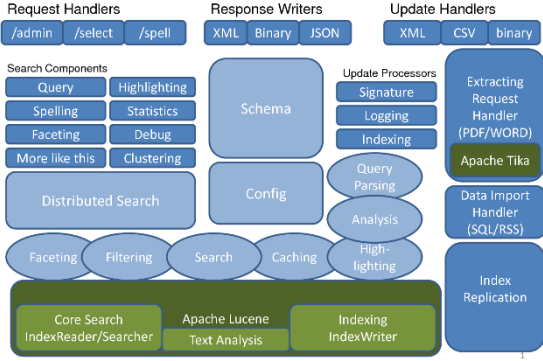 Request Handlers
/admin
/select
/spell
Response Writers
XML
Binary
JSON
Update Handlers
XML
CSV
binary
Search Components
Query
Highlighting
Spelling
Statistics
Faceting
Debug
More like this
Clustering
Distributed Search
Schema
Config
Update Processors
Signature
Logging
Indexing
Query
Parsing
Analysis
High-
lighting
Extracting
Request
Handler
(PDF/WORD)
Apache Tika
Data Import
Handler
(SQL/RSS)
Index
Replication
Faceting
Filtering
Search
Caching
Core Search
IndexReader/Searcher
Apache Lucene
Text Analysis
Indexing
IndexWriter
1